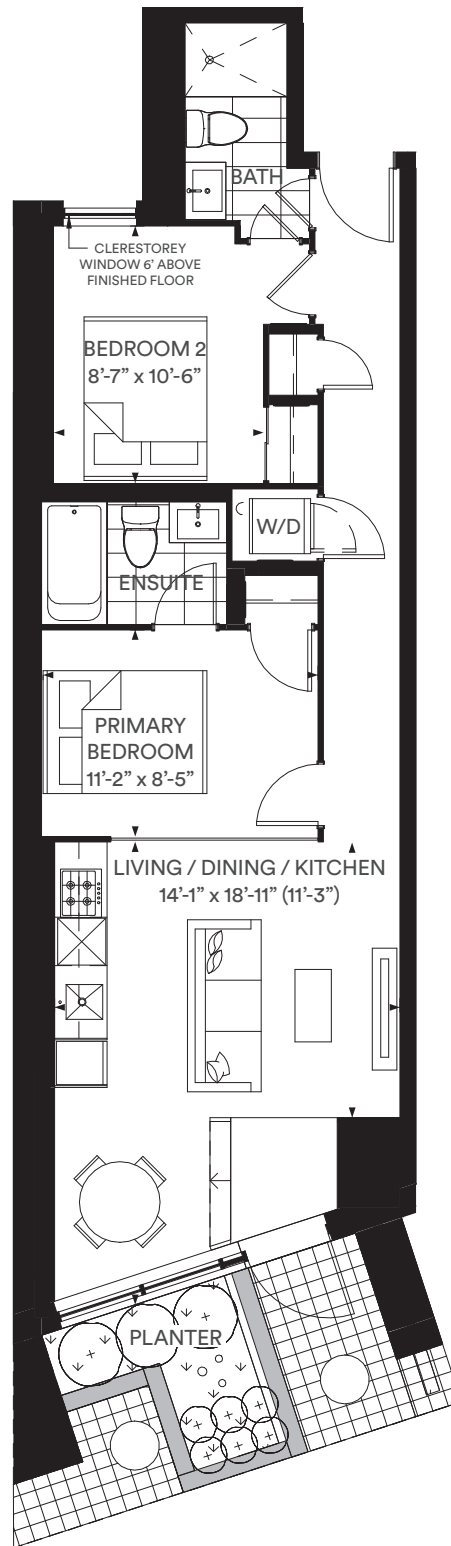 BATH
CLERESTOREY
WINDOW 6’ ABOVE
FINISHED FLOOR
BEDROOM 2
8’-7” x 10’-6”
W/D
ENSUITE
PRIMARY
BEDROOM
11’-2” x 8’-5”
LIVING / DINING / KITCHEN
14’-1” x 18’-11” (11’-3”)
PLANTER